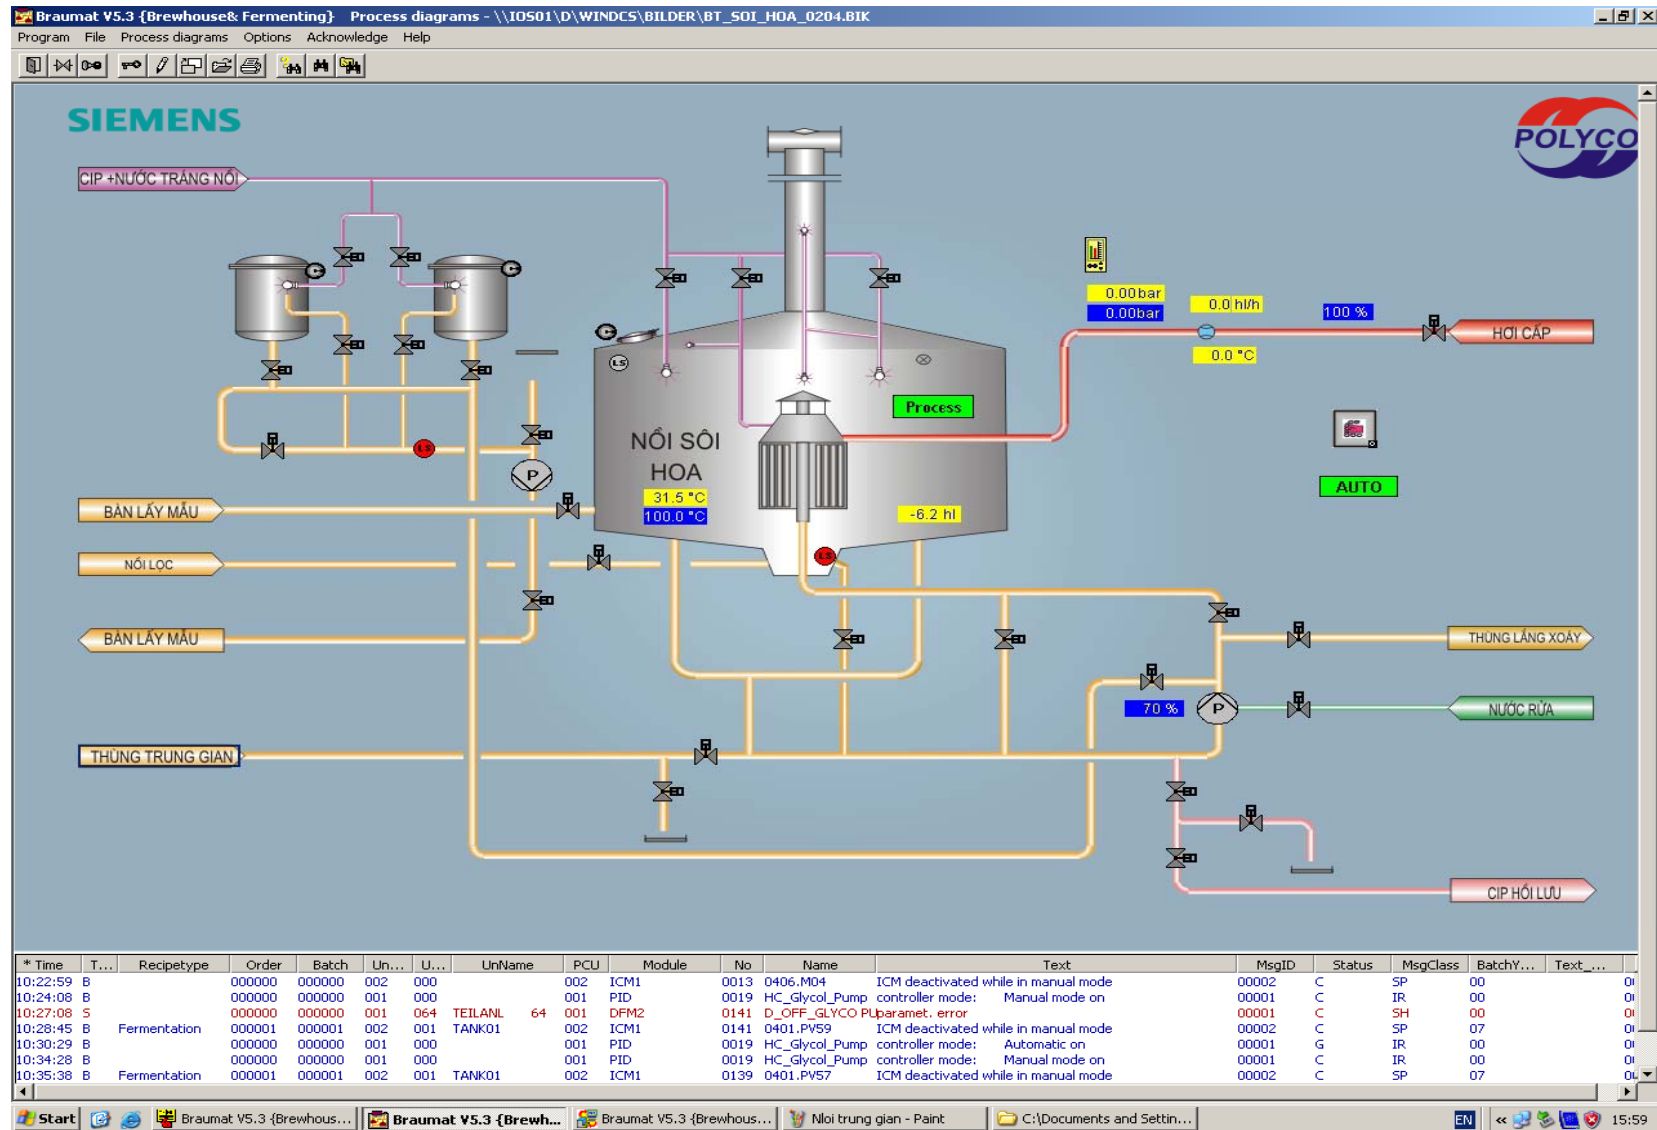 Braumat V5.3 {Brewhouse& Fermenting} Process diagrams - \\IOS01\D\WINDCS\BILDER\BT_SOI_HOA_0204.BIK
Program File Process diagrams Options Acknowledge Help
SIEMENS
POLYCO
CIP +NƯỚC TRÁNG NỒI
0.00bar
0.00bar
0.0 hl/h
100 %
HƠI CẤP
0.0 °C
LS
Process
NỒI SÔI
HOA
LS
P
31.5 °C
100.0 °C
-6.2 hl
AUTO
BÀN LẤY MẪU
NỒI LỌC
LS
BÀN LẤY MẪU
THÙNG LẮNG XOÁY
70 %
P
NƯỚC RỬA
THÙNG TRUNG GIAN
CIP HỒI LƯU
* Time T... Recipetype Order Batch Un... U... UnName PCU Module No Name Text MsgID Status MsgClass BatchY... Text_...
10:22:59 B 000000 000000 002 000 002 ICM1 0013 0406.M04 ICM deactivated while in manual mode 00002 C SP 00
10:24:08 B 000000 000000 001 000 001 PID 0019 HC_Glycol_Pump controller mode: Manual mode on 00001 C IR 00
10:27:08 S 000000 000000 001 064 TEILANL 64 001 DFM2 0141 D_OFF_GLYCO PU paramet. error 00001 C SH 00
10:28:45 B Fermentation 000001 000001 002 001 TANK01 002 ICM1 0141 0401.PV59 ICM deactivated while in manual mode 00002 C SP 07
10:30:29 B 000000 000000 001 000 001 PID 0019 HC_Glycol_Pump controller mode: Automatic on 00001 G IR 00
10:34:28 B 000000 000000 001 000 001 PID 0019 HC_Glycol_Pump controller mode: Manual mode on 00001 C IR 00
10:35:38 B Fermentation 000001 000001 002 001 TANK01 002 ICM1 0139 0401.PV57 ICM deactivated while in manual mode 00002 C SP 07
Start Braumat V5.3 {Brewhous... Braumat V5.3 {Brewh... Braumat V5.3 {Brewhous... Nloi trung gian - Paint C:\Documents and Settin... EN « 15:59